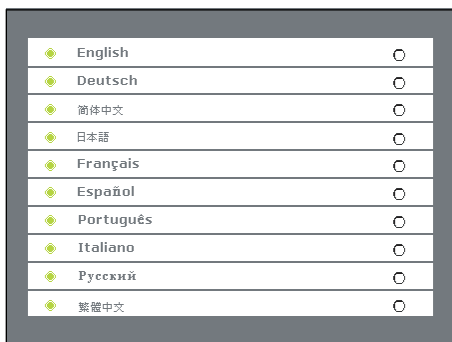 English
Deutsch
简体中文
日本語
Français
Español
Português
Italiano
Русский
繁體中文